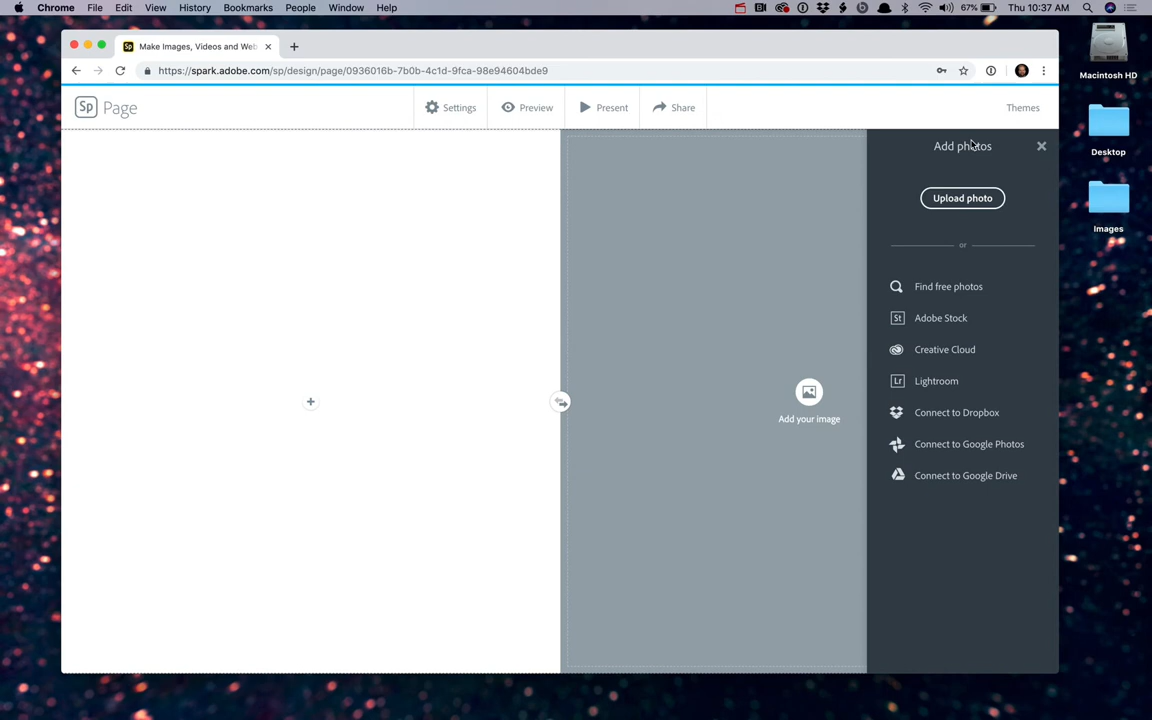 Chrome File Edit View History Bookmarks People Window Help 67% Thu 10:37 AM
Sp Make Images, Videos and Web
https://spark.adobe.com/sp/design/page/0936016b-7b0b-4c1d-9fca-98e94604bde9
Macintosh HD
Sp Page Settings Preview Present Share Themes
Add photos
Desktop
Upload photo
Images
or
Find free photos
St Adobe Stock
Creative Cloud
Lr Lightroom
Connect to Dropbox
Add your image
Connect to Google Photos
Connect to Google Drive